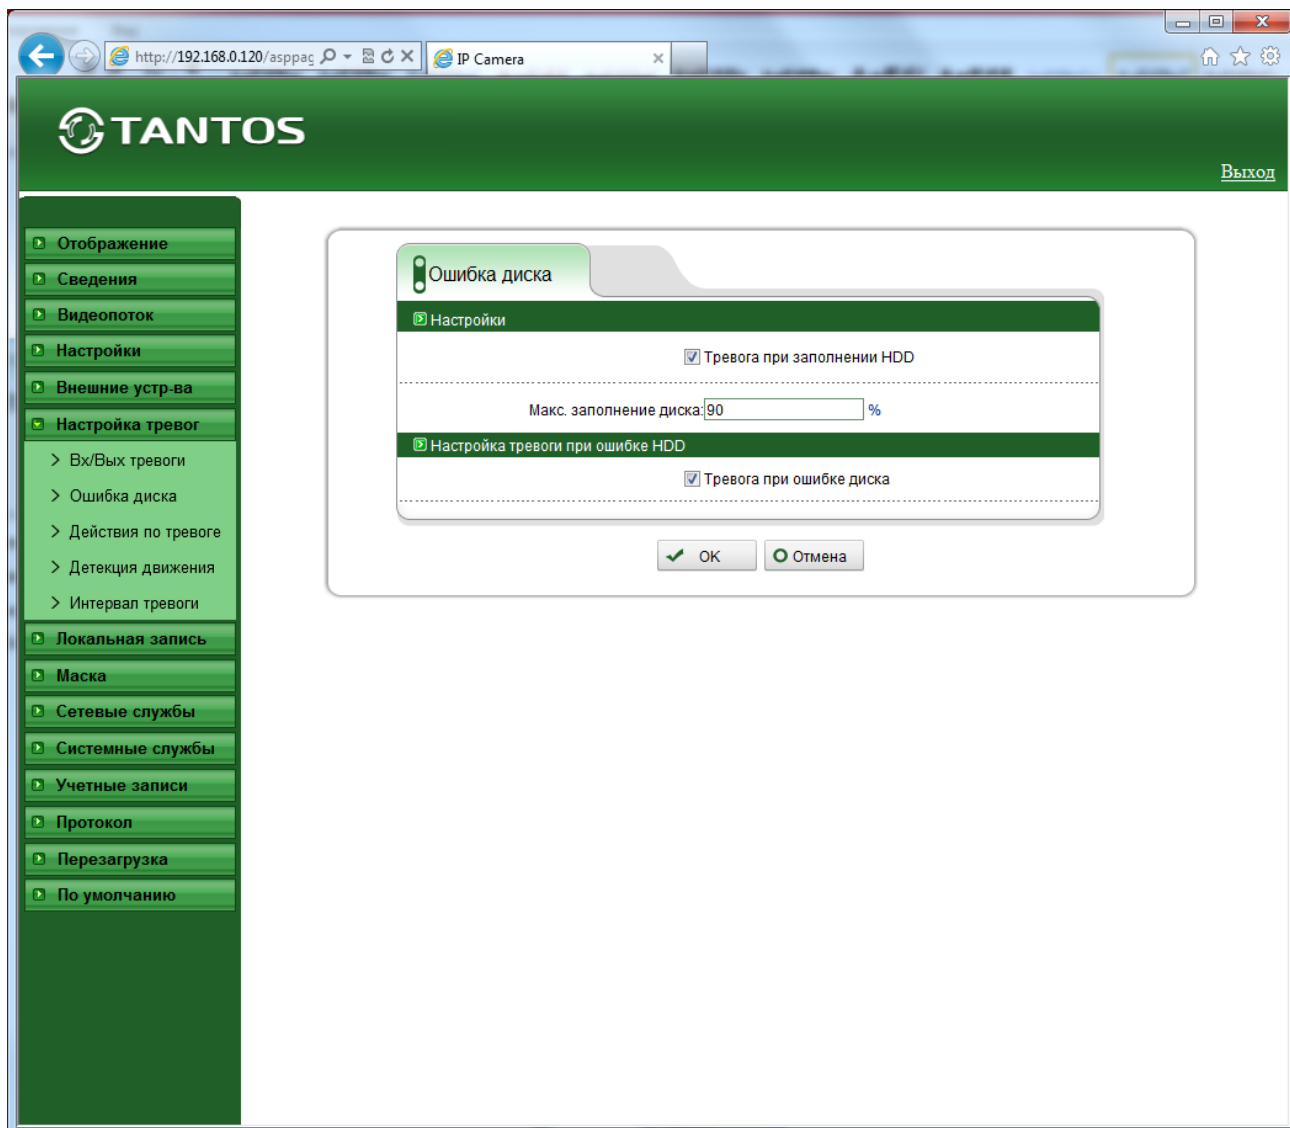 http://192.168.0.120/asppag
IP Camera
TANTOS
Выход
Отображение
Сведения
Видеопоток
Настройки
Внешние устр-ва
Настройка тревог
Вх/Вых тревоги
Ошибка диска
Действия по тревоге
Детекция движения
Интервал тревоги
Локальная запись
Маска
Сетевые службы
Системные службы
Учетные записи
Протокол
Перезагрузка
По умолчанию
Ошибка диска
Настройки
Тревога при заполнении HDD
Макс. заполнение диска: 90 %
Настройка тревоги при ошибке HDD
Тревога при ошибке диска
OK
Отмена